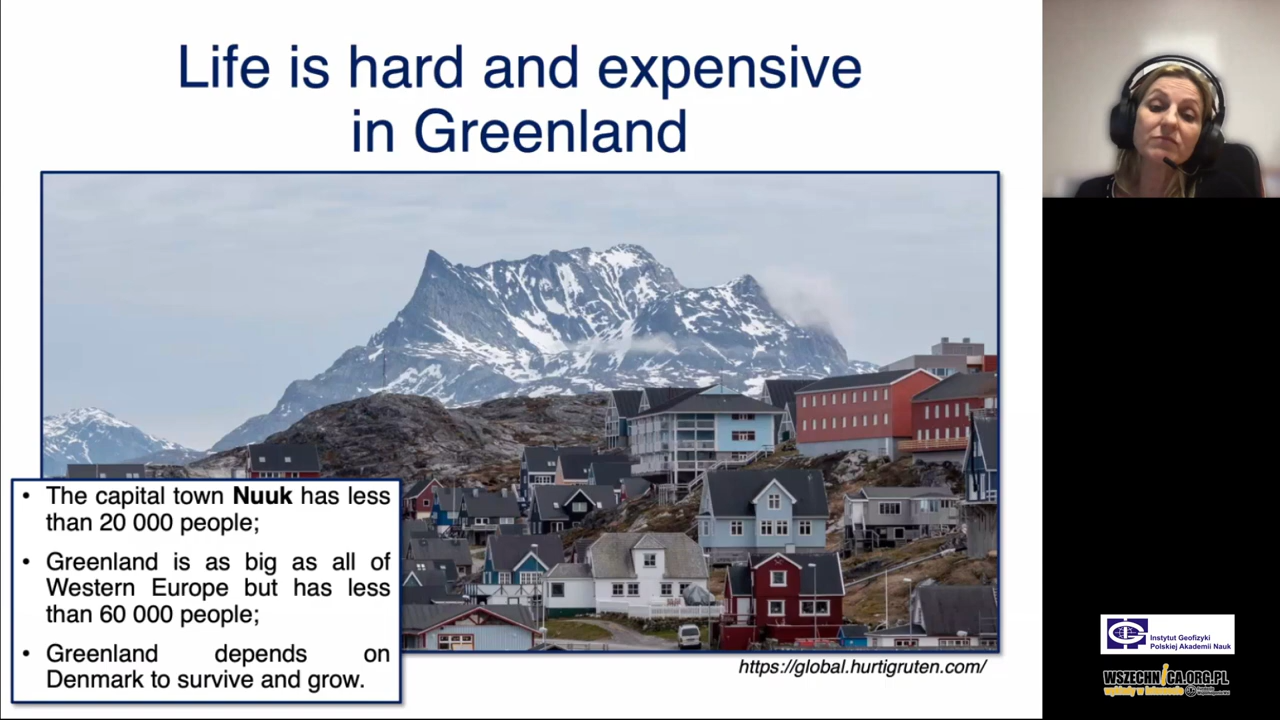 Life is hard and expensive
in Greenland
• The capital town Nuuk has less
than 20 000 people;
• Greenland is as big as all of
Western Europe but has less
than 60 000 people;
• Greenland depends on
Denmark to survive and grow.
https://global.hurtigruten.com/
Instytut Geofizyki
Polskiej Akademii Nauk
WSZECHNICA.ORG.PL
wykłady w internecie